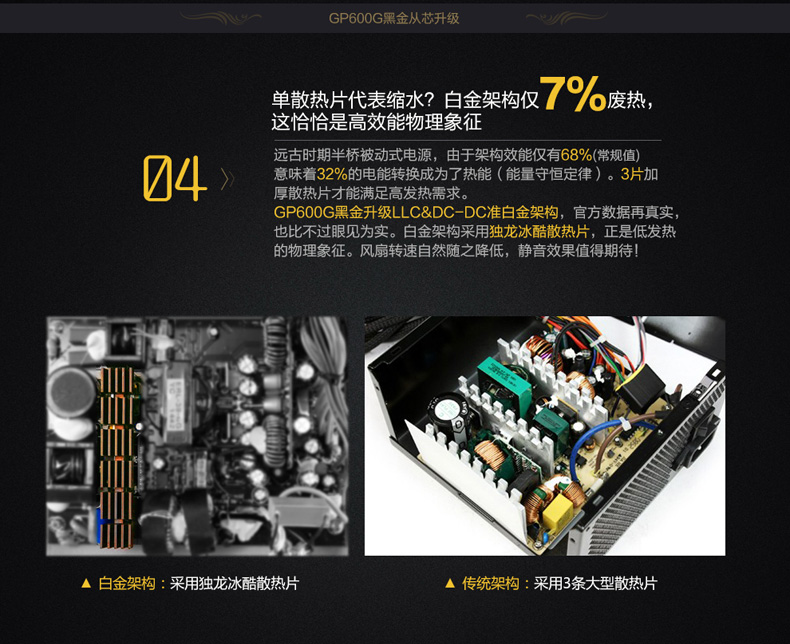 GP600G黑金从芯升级
单散热片代表缩水？白金架构仅7%废热，
这恰恰是高效能物理象征
04
远古时期半桥被动式电源，由于架构效能仅有68%(常规值)
意味着32%的电能转换成为了热能（能量守恒定律）。3片加
厚散热片才能满足高发热需求。
GP600G黑金升级LLC&DC-DC准白金架构，官方数据再真实，
也比不过眼见为实。白金架构采用独龙冰酷散热片，正是低发热
的物理象征。风扇转速自然随之降低，静音效果值得期待！
▲ 白金架构：采用独龙冰酷散热片
▲ 传统架构：采用3条大型散热片